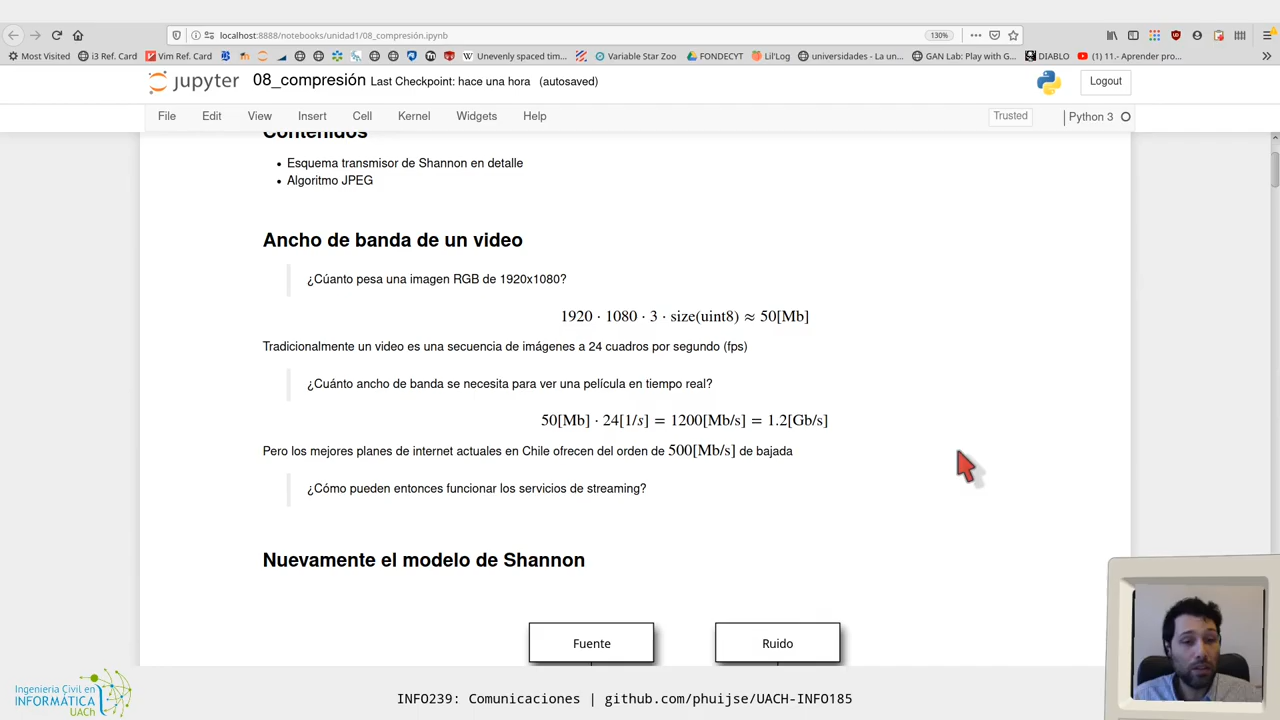 localhost:8888/notebooks/unidad1/08_compresión.ipynb
130%
Most Visited
i3 Ref. Card
Vim Ref. Card
Unevenly spaced tim...
Variable Star Zoo
FONDECYT
Lil'Log
universidades - La un...
GAN Lab: Play with G...
DIABLO
(1) 11.- Aprender pro...
jupyter 08_compresión Last Checkpoint: hace una hora (autosaved)
Logout
File Edit View Insert Cell Kernel Widgets Help
Trusted
Python 3
Contenidos
• Esquema transmisor de Shannon en detalle
• Algoritmo JPEG
Ancho de banda de un video
¿Cúanto pesa una imagen RGB de 1920x1080?
1920 · 1080 · 3 · size(uint8) ≈ 50[Mb]
Tradicionalmente un video es una secuencia de imágenes a 24 cuadros por segundo (fps)
¿Cuánto ancho de banda se necesita para ver una película en tiempo real?
50[Mb] · 24[1/s] = 1200[Mb/s] = 1.2[Gb/s]
Pero los mejores planes de internet actuales en Chile ofrecen del orden de 500[Mb/s] de bajada
¿Cómo pueden entonces funcionar los servicios de streaming?
Nuevamente el modelo de Shannon
Fuente
Ruido
Ingeniería Civil en
INFORMÁTICA
UACh
INFO239: Comunicaciones | github.com/phuijse/UACH-INFO185